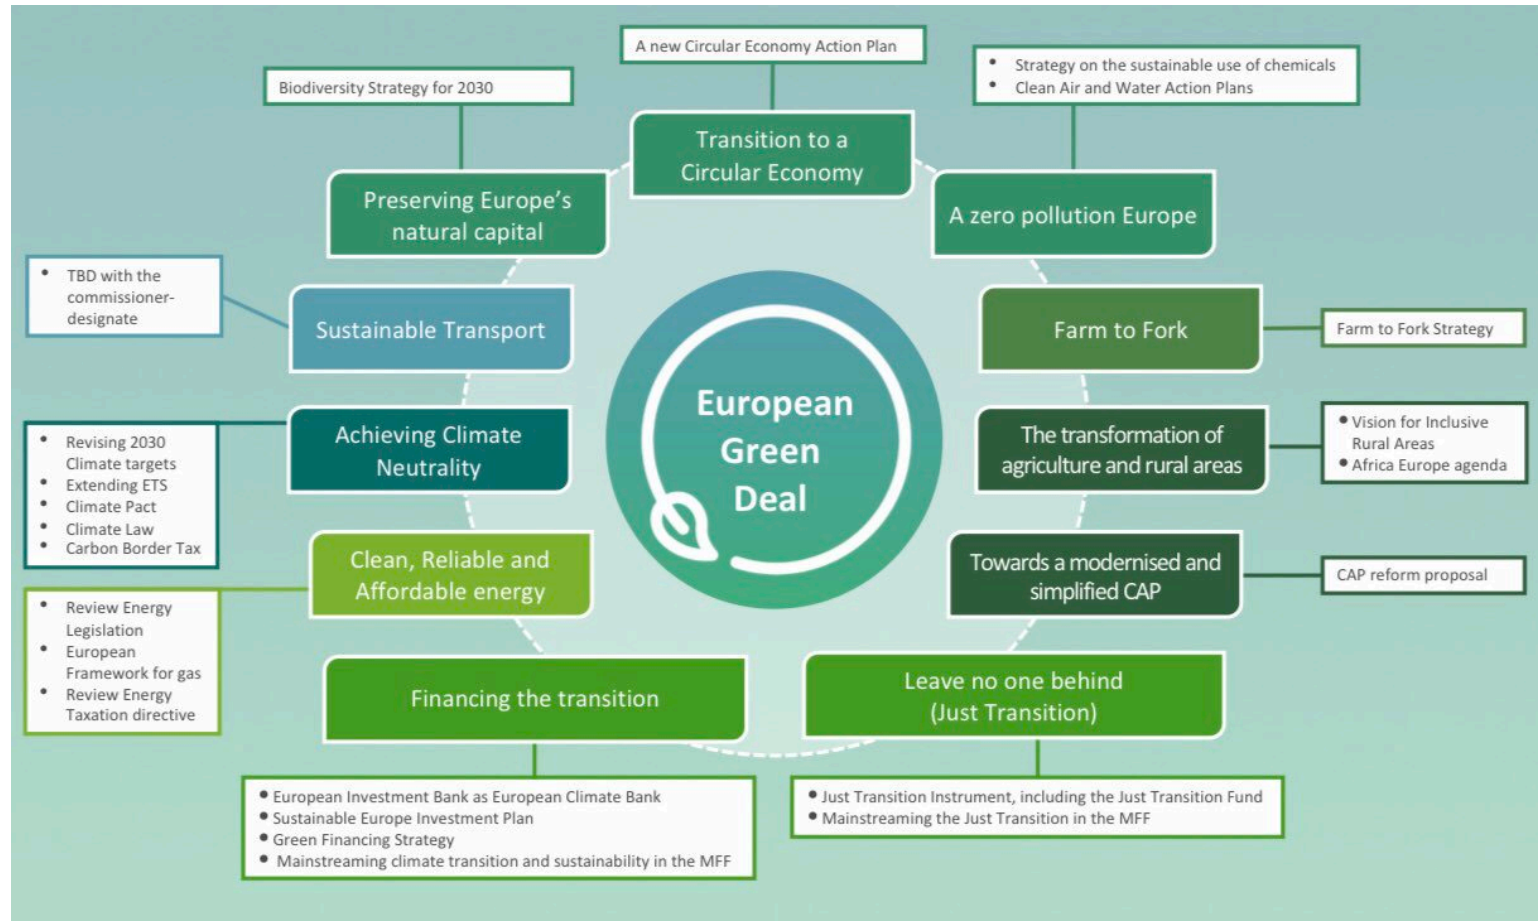 A new Circular Economy Action Plan
Biodiversity Strategy for 2030
• Strategy on the sustainable use of chemicals
• Clean Air and Water Action Plans
Transition to a
Circular Economy
Preserving Europe's
natural capital
A zero pollution Europe
• TBD with the
commissioner-
designate
Sustainable Transport
Farm to Fork
Farm to Fork Strategy
European
Green
Deal
• Revising 2030
Climate targets
• Extending ETS
• Climate Pact
• Climate Law
• Carbon Border Tax
Achieving Climate
Neutrality
The transformation of
agriculture and rural areas
• Vision for Inclusive
Rural Areas
• Africa Europe agenda
Clean, Reliable and
Affordable energy
Towards a modernised and
simplified CAP
CAP reform proposal
• Review Energy
Legislation
• European
Framework for gas
• Review Energy
Taxation directive
Financing the transition
Leave no one behind
(Just Transition)
• European Investment Bank as European Climate Bank
• Sustainable Europe Investment Plan
• Green Financing Strategy
• Mainstreaming climate transition and sustainability in the MFF
• Just Transition Instrument, including the Just Transition Fund
• Mainstreaming the Just Transition in the MFF